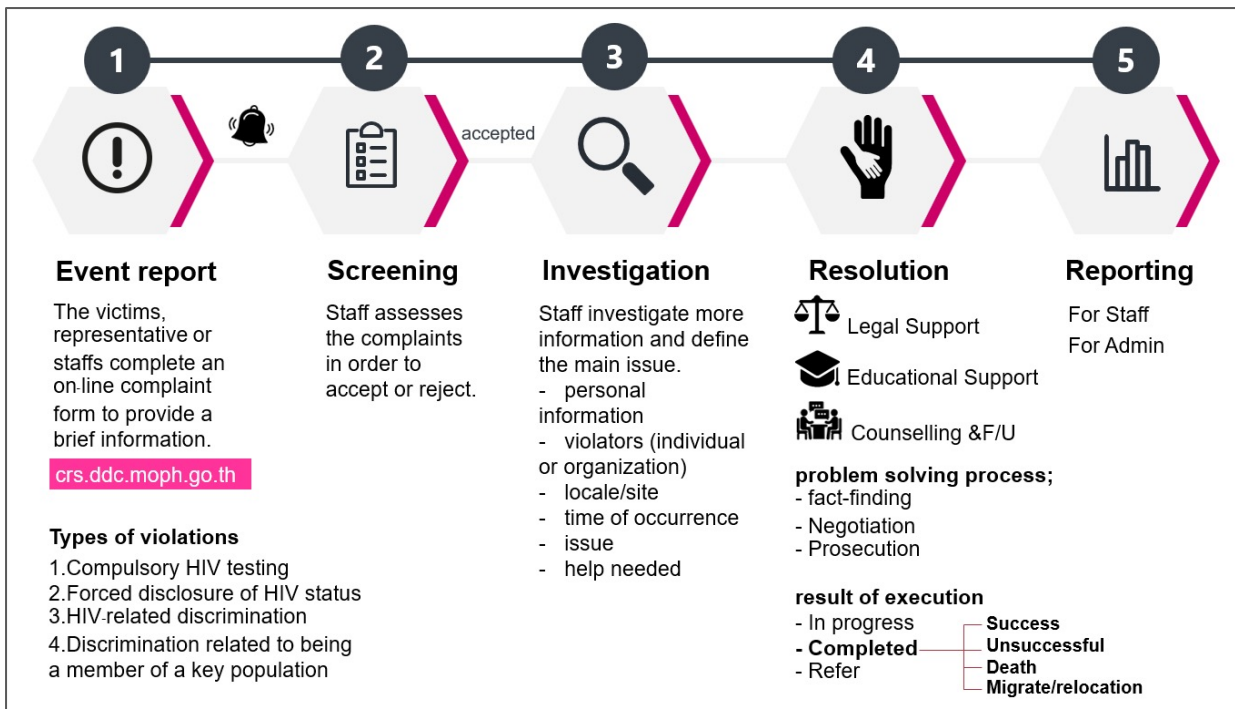 1
2
3
4
5
accepted
Event report
The victims,
representative or
staffs complete an
on-line complaint
form to provide a
brief information.
crs.ddc.moph.go.th
Types of violations
1.Compulsory HIV testing
2.Forced disclosure of HIV status
3.HIV-related discrimination
4.Discrimination related to being
a member of a key population
Screening
Staff assesses
the complaints
in order to
accept or reject.
Investigation
Staff investigate more
information and define
the main issue.
- personal
information
- violators (individual
or organization)
- locale/site
- time of occurrence
- issue
- help needed
Resolution
Legal Support
Educational Support
Counselling &F/U
problem solving process;
- fact-finding
- Negotiation
- Prosecution
result of execution
- In progress
- Completed
- Refer
Success
Unsuccessful
Death
Migrate/relocation
Reporting
For Staff
For Admin